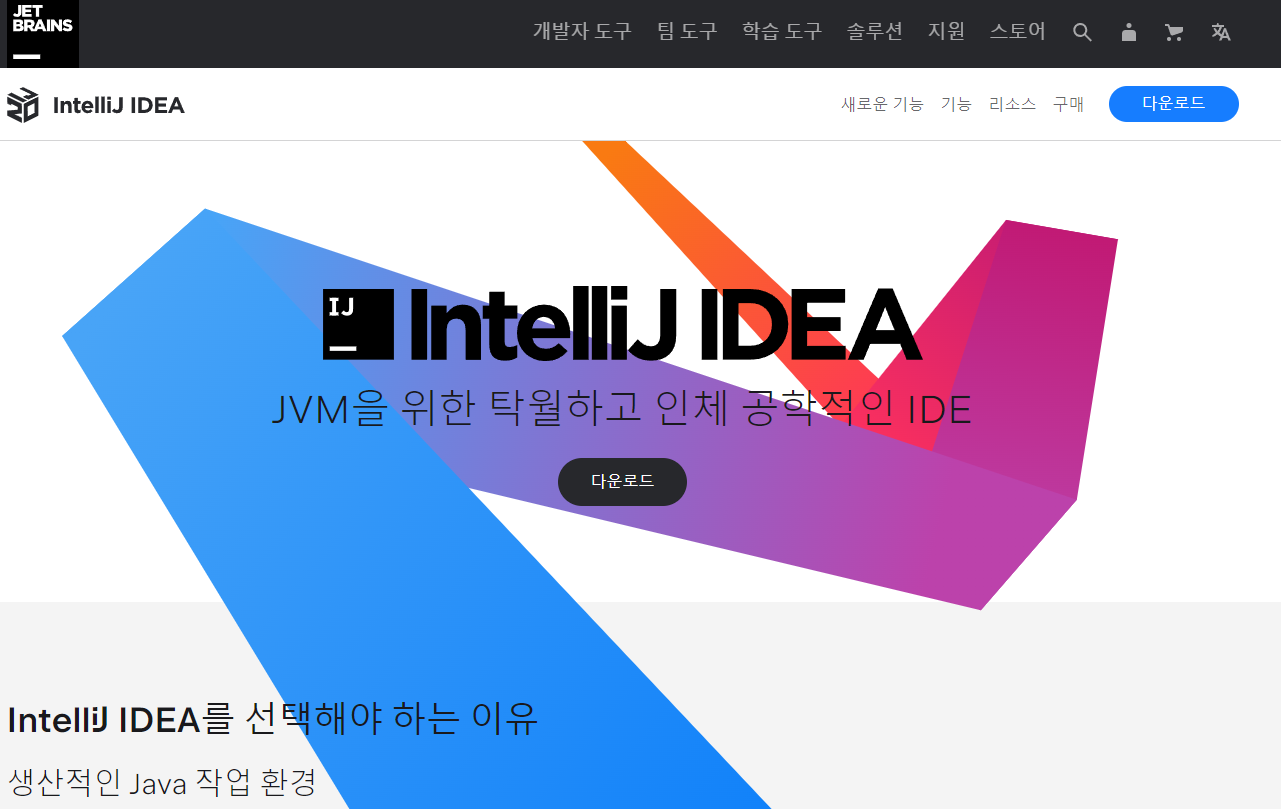 JET
BRAINS
개발자 도구 팀 도구 학습 도구 솔루션 지원 스토어
IntelliJ IDEA
새로운 기능 기능 리소스 구매 다운로드
IJ IntelliJ IDEA
JVM을 위한 탁월하고 인체 공학적인 IDE
다운로드
IntelliJ IDEA를 선택해야 하는 이유
생산적인 Java 작업 환경